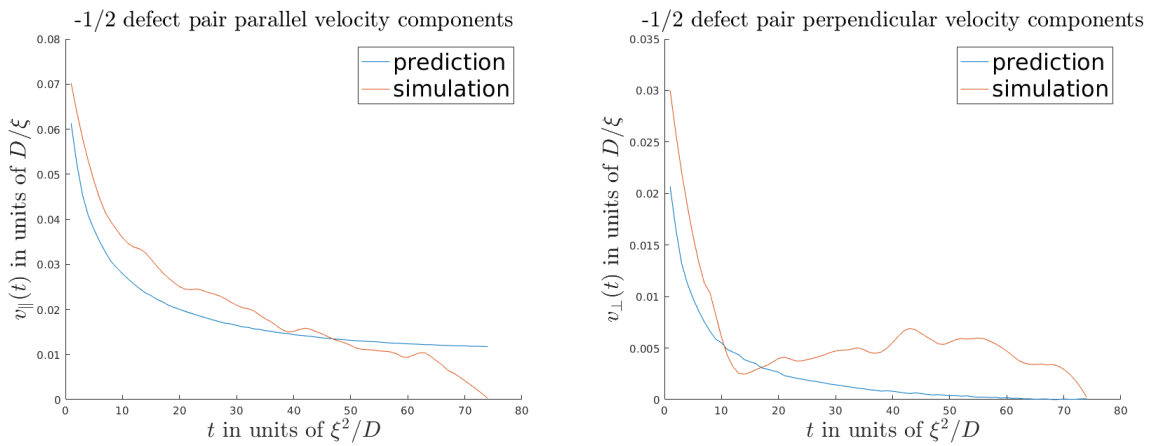 -1/2 defect pair parallel velocity components
0.08
0.07
0.06
0.05
0.04
0.03
0.02
0.01
0
v∥(t) in units of D/ξ
prediction
simulation
0 10 20 30 40 50 60 70 80
t in units of ξ²/D
-1/2 defect pair perpendicular velocity components
0.035
0.03
0.025
0.02
0.015
0.01
0.005
0
v⊥(t) in units of D/ξ
prediction
simulation
0 10 20 30 40 50 60 70 80
t in units of ξ²/D